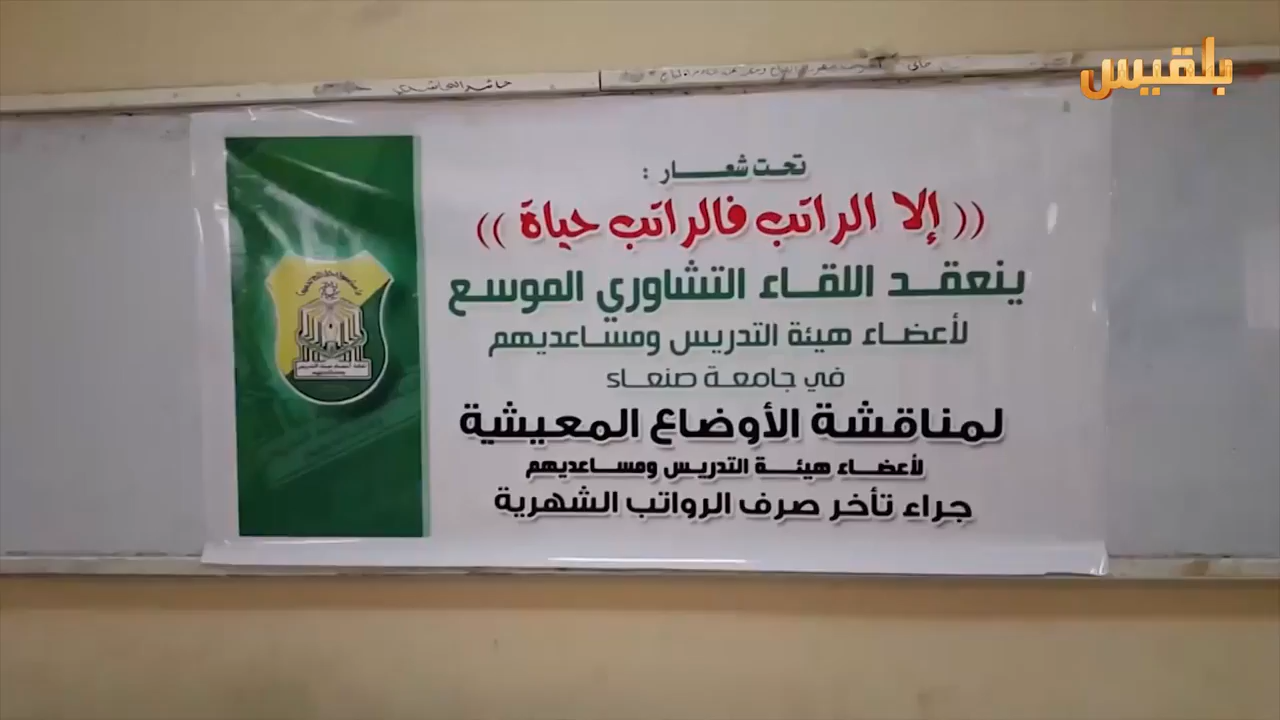 بلقيس
تحت شعار :
(( إلا الراتب فالراتب حياة ))
ينعقد اللقاء التشاوري الموسع
لأعضاء هيئة التدريس ومساعديهم
في جامعة صنعاء
لمناقشة الأوضاع المعيشية
لأعضاء هيئة التدريس ومساعديهم
جراء تأخر صرف الرواتب الشهرية